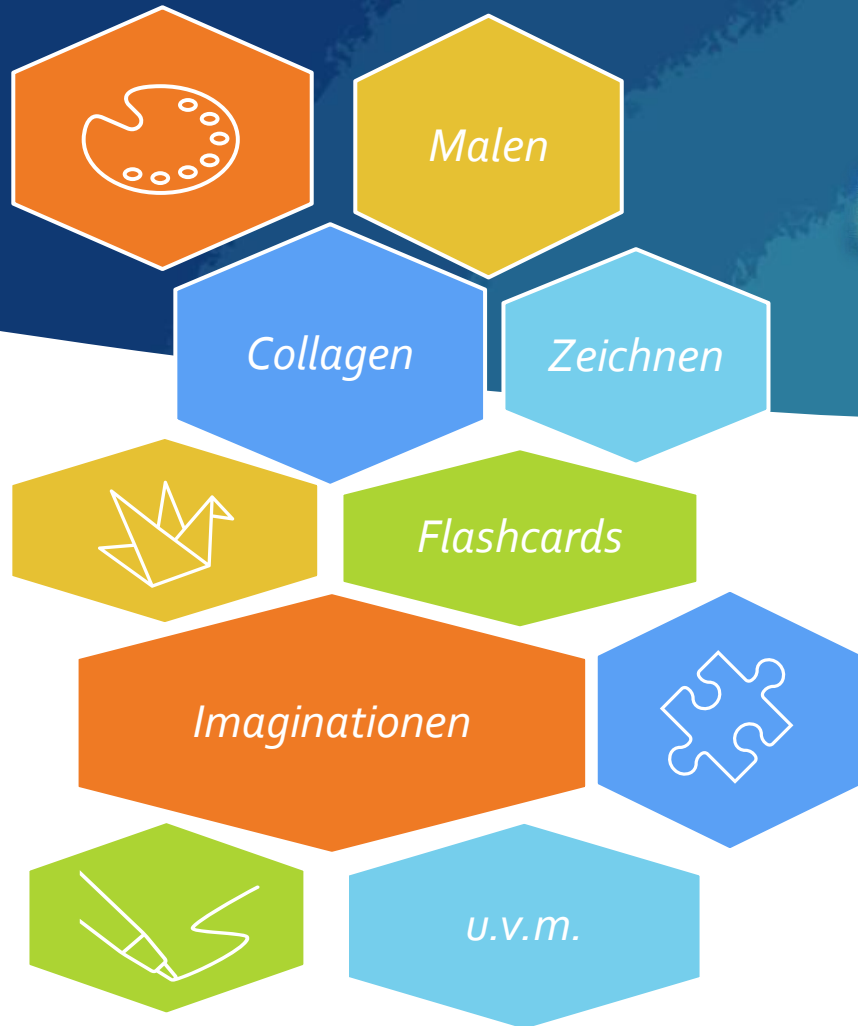 Malen
Collagen
Zeichnen
Flashcards
Imaginationen
u.v.m.